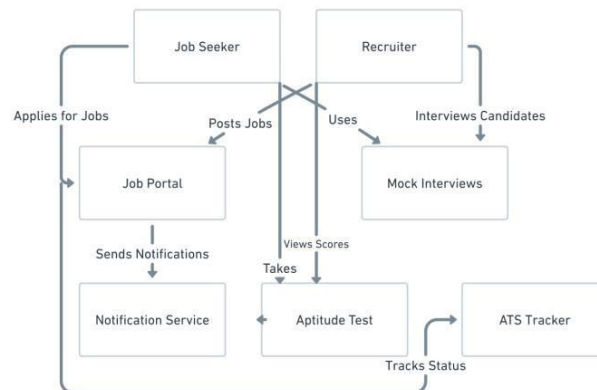 Job Seeker
Recruiter
Applies for Jobs
Posts Jobs
Uses
Interviews Candidates
Job Portal
Mock Interviews
Sends Notifications
Views Scores
Takes
Notification Service
Aptitude Test
ATS Tracker
Tracks Status